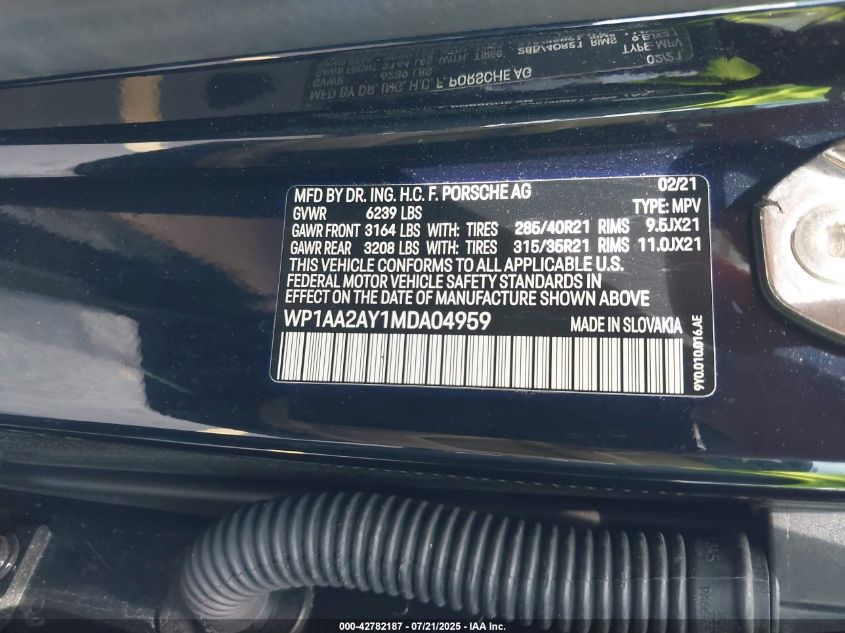 MFD BY DR. ING. H.C. F. PORSCHE AG 02/21
GVWR 6239 LBS TYPE: MPV
GAWR FRONT 3164 LBS WITH: TIRES 285/40R21 RIMS 9.5JX21
GAWR REAR 3208 LBS WITH: TIRES 315/35R21 RIMS 11.0JX21
THIS VEHICLE CONFORMS TO ALL APPLICABLE U.S.
FEDERAL MOTOR VEHICLE SAFETY STANDARDS IN
EFFECT ON DATE OF MANUFACTURE SHOWN ABOVE
WP1AA2AY1MDA04959 MADE IN SLOVAKIA
9Y0.010.016.AE
000-42782187 - 07/21/2025 - IAA Inc.